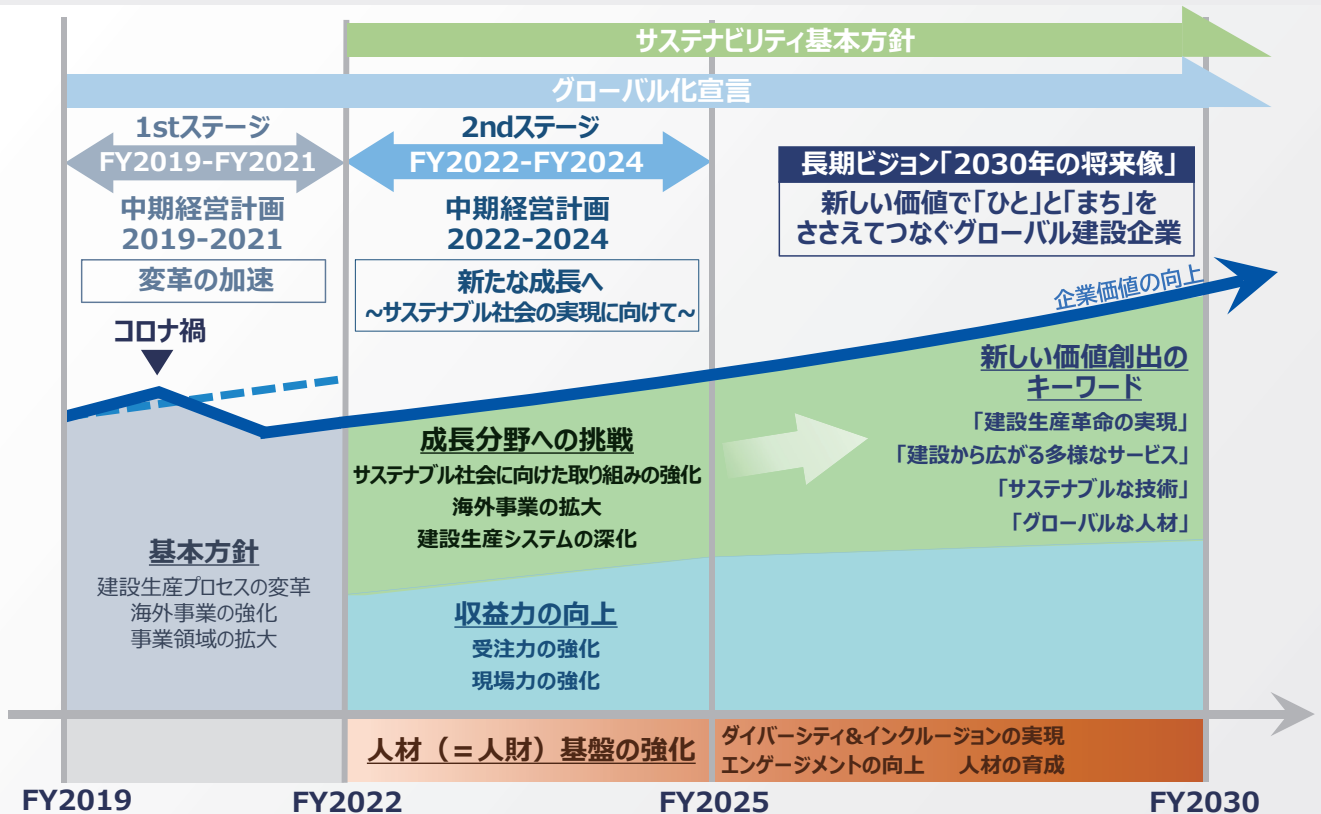 サステナビリティ基本方針
グローバル化宣言
1stステージ
FY2019-FY2021
中期経営計画
2019-2021
変革の加速
コロナ禍
基本方針
建設生産プロセスの変革
海外事業の強化
事業領域の拡大
2ndステージ
FY2022-FY2024
中期経営計画
2022-2024
新たな成長へ
~サステナブル社会の実現に向けて~
成長分野への挑戦
サステナブル社会に向けた取り組みの強化
海外事業の拡大
建設生産システムの深化
収益力の向上
受注力の強化
現場力の強化
長期ビジョン「2030年の将来像」
新しい価値で「ひと」と「まち」を
ささえてつなぐグローバル建設企業
企業価値の向上
新しい価値創出の
キーワード
「建設生産革命の実現」
「建設から広がる多様なサービス」
「サステナブルな技術」
「グローバルな人材」
人材（＝人財）基盤の強化
ダイバーシティ&インクルージョンの実現
エンゲージメントの向上　人材の育成
FY2019
FY2022
FY2025
FY2030